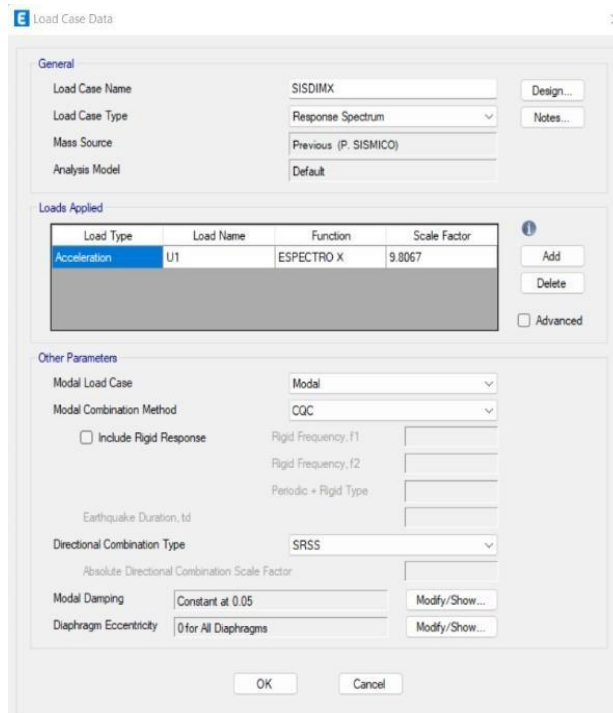 E Load Case Data
General
Load Case Name SISDIMX Design...
Load Case Type Response Spectrum Notes...
Mass Source Previous (P. SISMICO)
Analysis Model Default
Loads Applied
Load Type Load Name Function Scale Factor
Acceleration U1 ESPECTRO X 9.8067 Add
Delete
Advanced
Other Parameters
Modal Load Case Modal
Modal Combination Method CQC
Include Rigid Response Rigid Frequency, f1
Rigid Frequency, f2
Periodic + Rigid Type
Earthquake Duration, td
Directional Combination Type SRSS
Absolute Directional Combination Scale Factor
Modal Damping Constant at 0.05 Modify/Show...
Diaphragm Eccentricity 0 for All Diaphragms Modify/Show...
OK Cancel